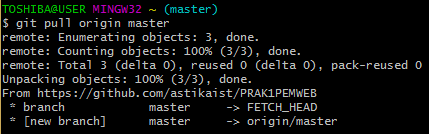 TOSHIBA@USER MINGW32 ~ (master)
$ git pull origin master
remote: Enumerating objects: 3, done.
remote: Counting objects: 100% (3/3), done.
remote: Total 3 (delta 0), reused 0 (delta 0), pack-reused 0
Unpacking objects: 100% (3/3), done.
From https://github.com/astikaist/PRAK1PEMWEB
 * branch            master     -> FETCH_HEAD
 * [new branch]      master     -> origin/master